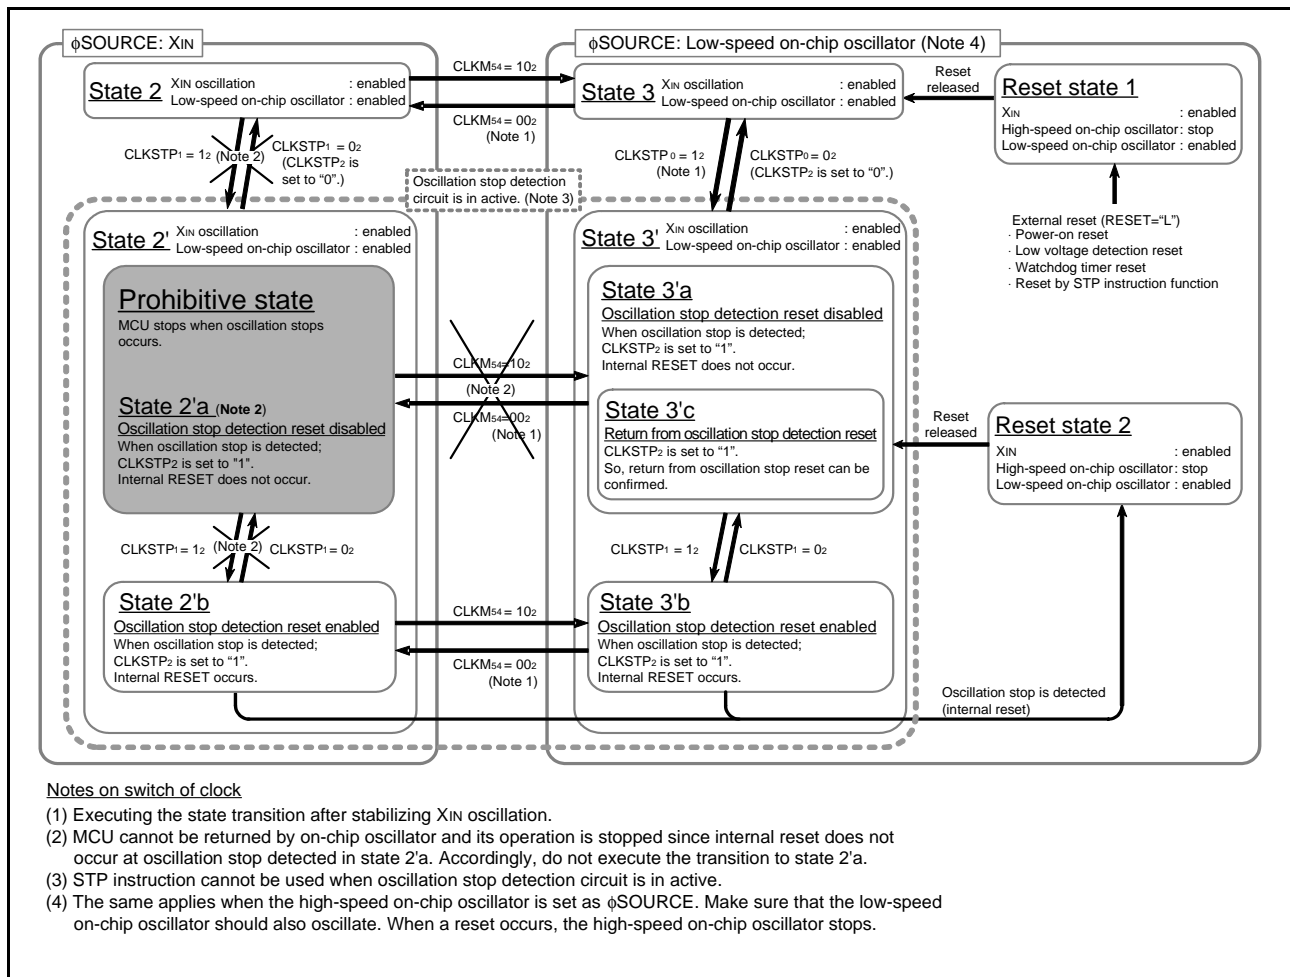 φSOURCE: XIN
φSOURCE: Low-speed on-chip oscillator (Note 4)
State 2
XIN oscillation : enabled
Low-speed on-chip oscillator : enabled
CLKM54 = 102
CLKM54 = 002
(Note 1)
State 3
XIN oscillation : enabled
Low-speed on-chip oscillator : enabled
Reset
released
Reset state 1
XIN : enabled
High-speed on-chip oscillator : stop
Low-speed on-chip oscillator : enabled
CLKSTP1 = 12
(Note 2)
CLKSTP1 = 02
(CLKSTP2 is
set to “0”.)
CLKSTP0 = 12
(Note 1)
CLKSTP0 = 02
(CLKSTP2 is set to “0”.)
Oscillation stop detection
circuit is in active. (Note 3)
External reset (RESET=“L”)
· Power-on reset
· Low voltage detection reset
· Watchdog timer reset
· Reset by STP instruction function
State 2'
XIN oscillation : enabled
Low-speed on-chip oscillator : enabled
State 3'
XIN oscillation : enabled
Low-speed on-chip oscillator : enabled
Prohibitive state
MCU stops when oscillation stops
occurs.
State 2'a (Note 2)
Oscillation stop detection reset disabled
When oscillation stop is detected;
CLKSTP2 is set to "1".
Internal RESET does not occur.
CLKM54=102
(Note 2)
CLKM54=002
(Note 1)
State 3'a
Oscillation stop detection reset disabled
When oscillation stop is detected;
CLKSTP2 is set to “1”.
Internal RESET does not occur.
State 3'c
Return from oscillation stop detection reset
CLKSTP2 is set to “1”.
So, return from oscillation stop reset can be
confirmed.
Reset
released
Reset state 2
XIN : enabled
High-speed on-chip oscillator : stop
Low-speed on-chip oscillator : enabled
CLKSTP1 = 12
(Note 2)
CLKSTP1 = 02
CLKSTP1 = 12
CLKSTP1 = 02
State 2'b
Oscillation stop detection reset enabled
When oscillation stop is detected;
CLKSTP2 is set to “1”.
Internal RESET occurs.
CLKM54 = 102
CLKM54 = 002
(Note 1)
State 3'b
Oscillation stop detection reset enabled
When oscillation stop is detected;
CLKSTP2 is set to “1”.
Internal RESET occurs.
Oscillation stop is detected
(internal reset)
Notes on switch of clock
(1) Executing the state transition after stabilizing XIN oscillation.
(2) MCU cannot be returned by on-chip oscillator and its operation is stopped since internal reset does not
occur at oscillation stop detected in state 2'a. Accordingly, do not execute the transition to state 2'a.
(3) STP instruction cannot be used when oscillation stop detection circuit is in active.
(4) The same applies when the high-speed on-chip oscillator is set as φSOURCE. Make sure that the low-speed
on-chip oscillator should also oscillate. When a reset occurs, the high-speed on-chip oscillator stops.